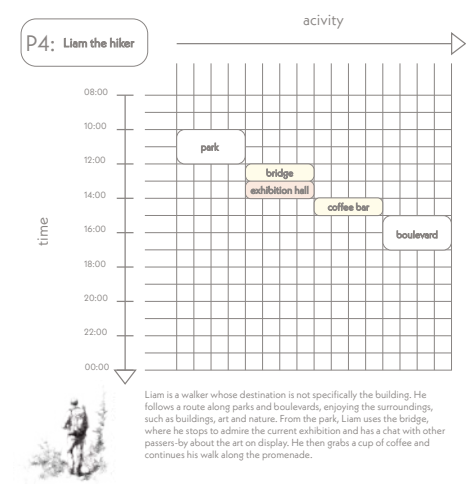 acivity
P4: Liam the hiker
08:00
10:00
park
12:00
bridge
exhibition hall
14:00
coffee bar
time
16:00
boulevard
18:00
20:00
22:00
00:00
Liam is a walker whose destination is not specifically the building. He
follows a route along parks and boulevards, enjoying the surroundings,
such as buildings, art and nature. From the park, Liam uses the bridge,
where he stops to admire the current exhibition and has a chat with other
passers-by about the art on display. He then grabs a cup of coffee and
continues his walk along the promenade.